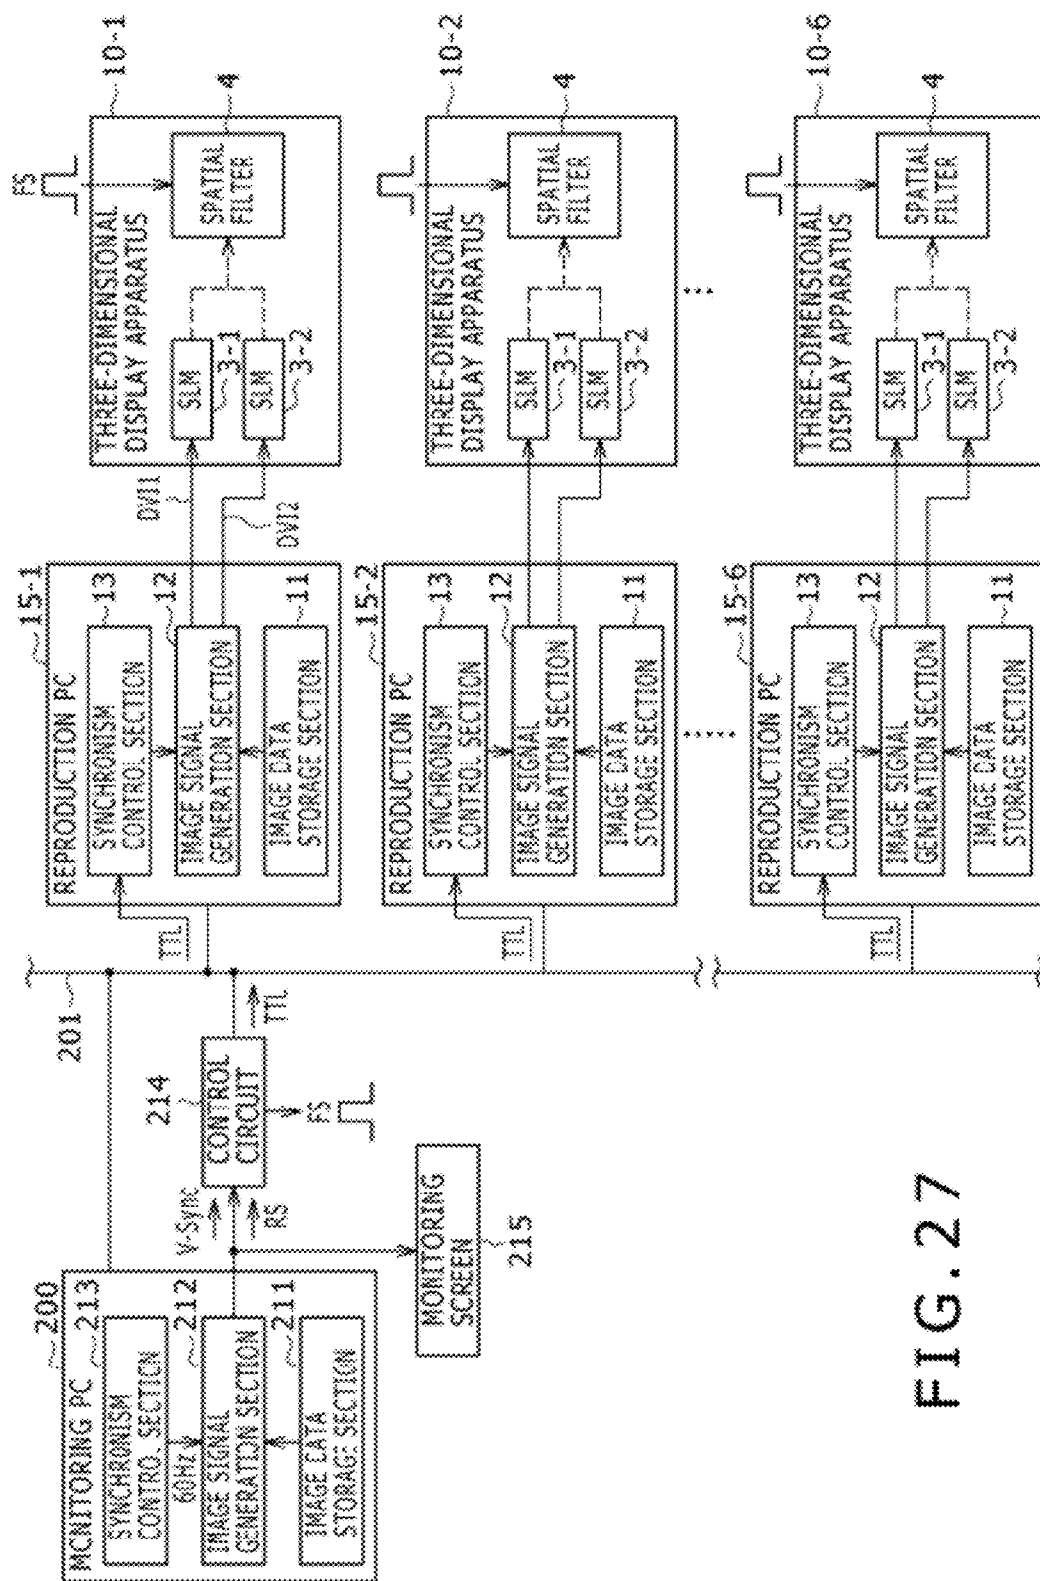 MCNITORING PC
200
SYNCHRONISM
CONTROL SECTICN
213
60Hz
IMAGE SIGNAL
GENERATION SECTION
212
IMAGE DATA
STORAGE SECTION
211
V-Sync
RS
MONITORING
SCREEN
215
CONTROL
CIRCUIT
214
FS
TTL
201
REPRODUCTION PC
15-1
TTL
SYNCHRONISM
CONTROL SECTION
13
IMAGE SIGNAL
GENERATION SECTION
12
IMAGE DATA
STORAGE SECTION
11
DVI1
DVI2
THREE-DIMENSIONAL
DISPLAY APPARATUS
10-1
SLM
3-1
SLM
3-2
SPATIAL
FILTER
4
FS
REPRODUCTION PC
15-2
TTL
SYNCHRONISM
CONTROL SECTION
13
IMAGE SIGNAL
GENERATION SECTION
12
IMAGE DATA
STORAGE SECTION
11
THREE-DIMENSIONAL
DISPLAY APPARATUS
10-2
SLM
3-1
SLM
3-2
SPATIAL
FILTER
4
REPRODUCTION PC
15-6
TTL
SYNCHRONISM
CONTROL SECTION
13
IMAGE SIGNAL
GENERATION SECTION
12
IMAGE DATA
STORAGE SECTION
11
THREE-DIMENSIONAL
DISPLAY APPARATUS
10-6
SLM
3-1
SLM
3-2
SPATIAL
FILTER
4
FIG.27